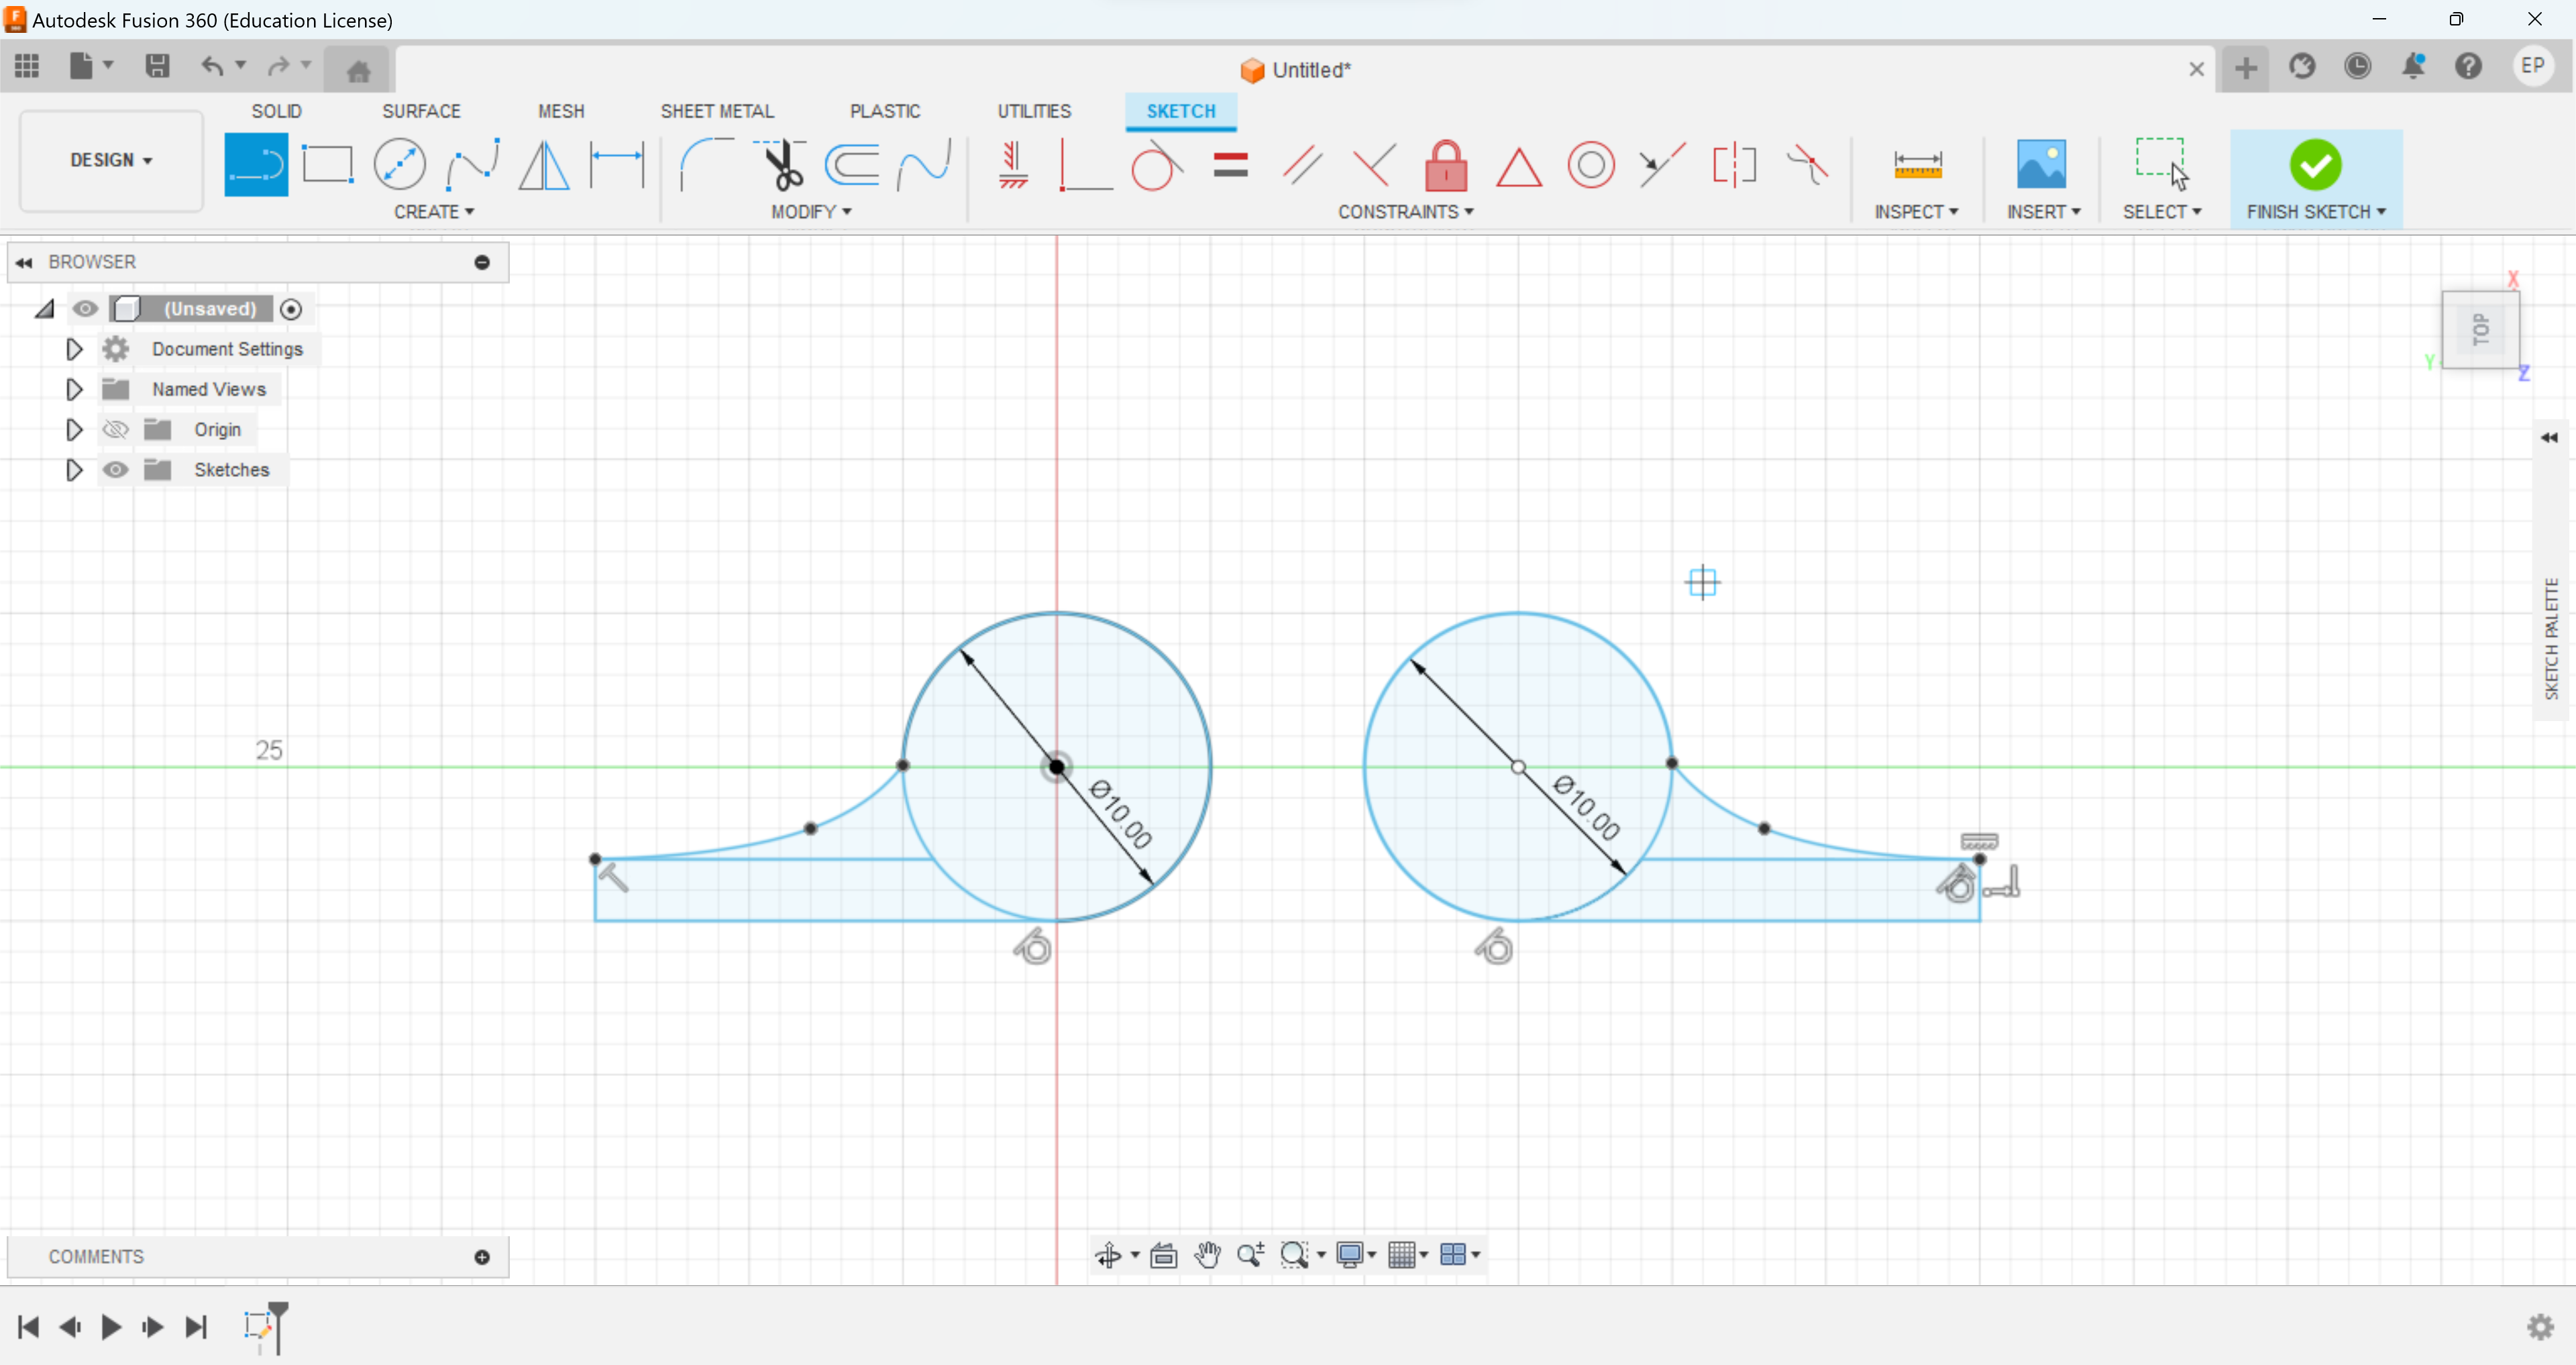 Autodesk Fusion 360 (Education License)
Untitled*
EP
SOLID SURFACE MESH SHEET METAL PLASTIC UTILITIES SKETCH
DESIGN
CREATE MODIFY CONSTRAINTS INSPECT INSERT SELECT FINISH SKETCH
BROWSER
(Unsaved)
Document Settings
Named Views
Origin
Sketches
X
TOP
Y
Z
SKETCH PALETTE
25
Ø10.00
Ø10.00
COMMENTS